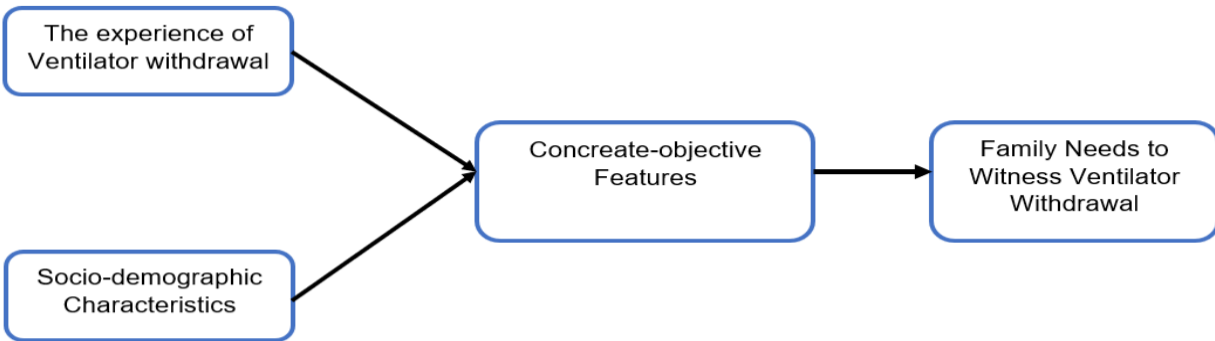 The experience of
Ventilator withdrawal
Concreate-objective
Features
Family Needs to
Witness Ventilator
Withdrawal
Socio-demographic
Characteristics